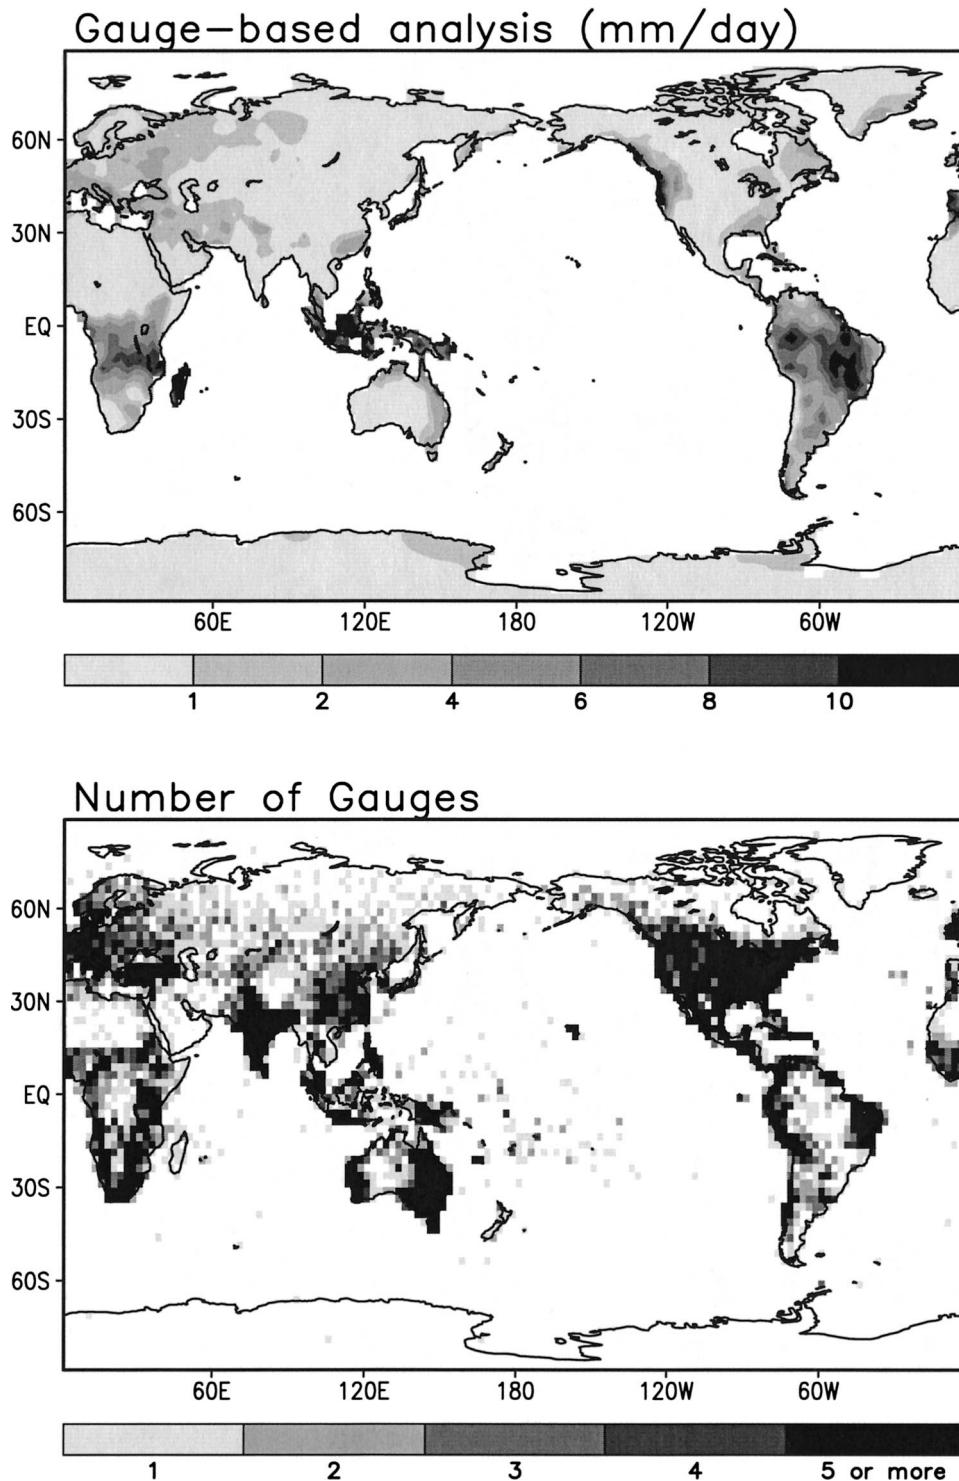 Gauge-based analysis (mm/day)
60N
30N
EQ
30S
60S
60E 120E 180 120W 60W
1 2 4 6 8 10
Number of Gauges
60N
30N
EQ
30S
60S
60E 120E 180 120W 60W
1 2 3 4 5 or more